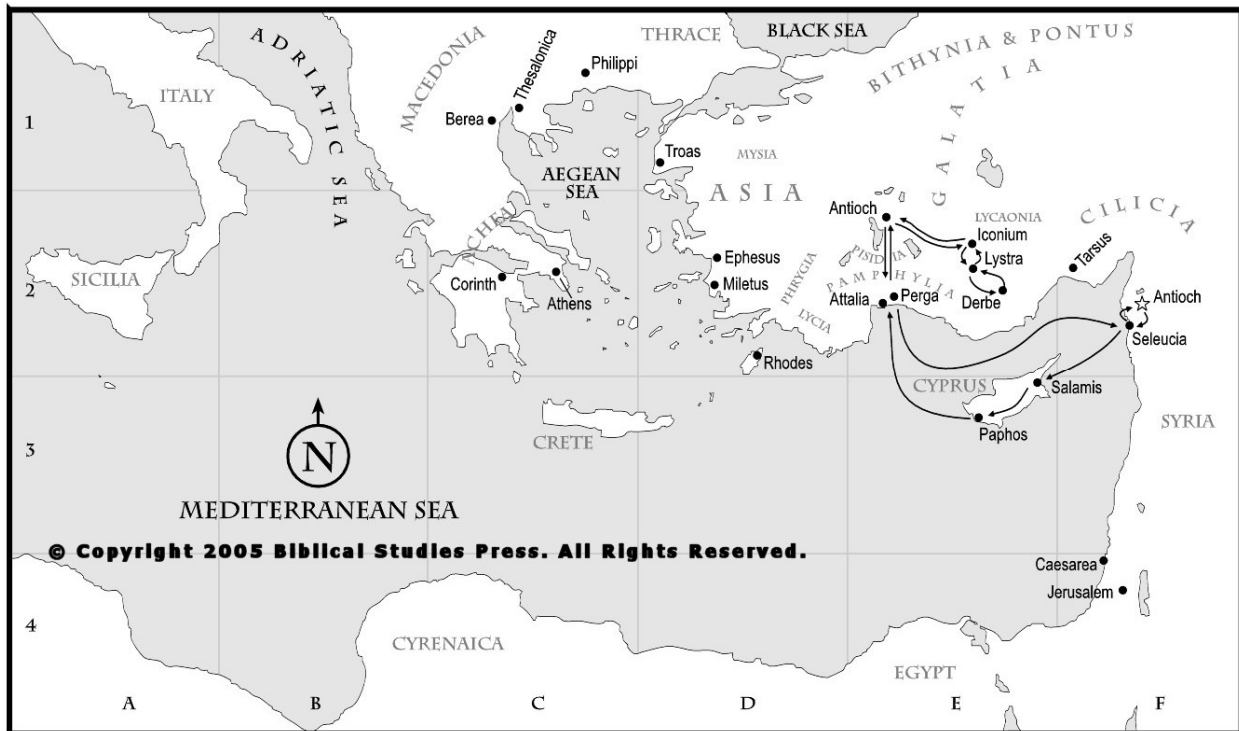 BLACK SEA
THRACE
BITHYNIA & PONTUS
ADRIATIC SEA
MACEDONIA
Thesalonica
Philippi
GALATIA
ITALY
1
Berea
Troas
MYSIA
AEGEAN
SEA
ASIA
Antioch
LYCAONIA
CILICIA
ACHEA
Iconium
PISIDIA
Lystra
Tarsus
SICILIA
2
Corinth
Athens
Ephesus
Miletus
PHRYGIA
PAMPHYLIA
Attalia
Perga
Derbe
Antioch
LYCIA
Seleucia
Rhodes
CYPRUS
Salamis
N
3
CRETE
Paphos
SYRIA
MEDITERRANEAN SEA
© Copyright 2005 Biblical Studies Press. All Rights Reserved.
Caesarea
Jerusalem
4
CYRENAICA
EGYPT
A
B
C
D
E
F